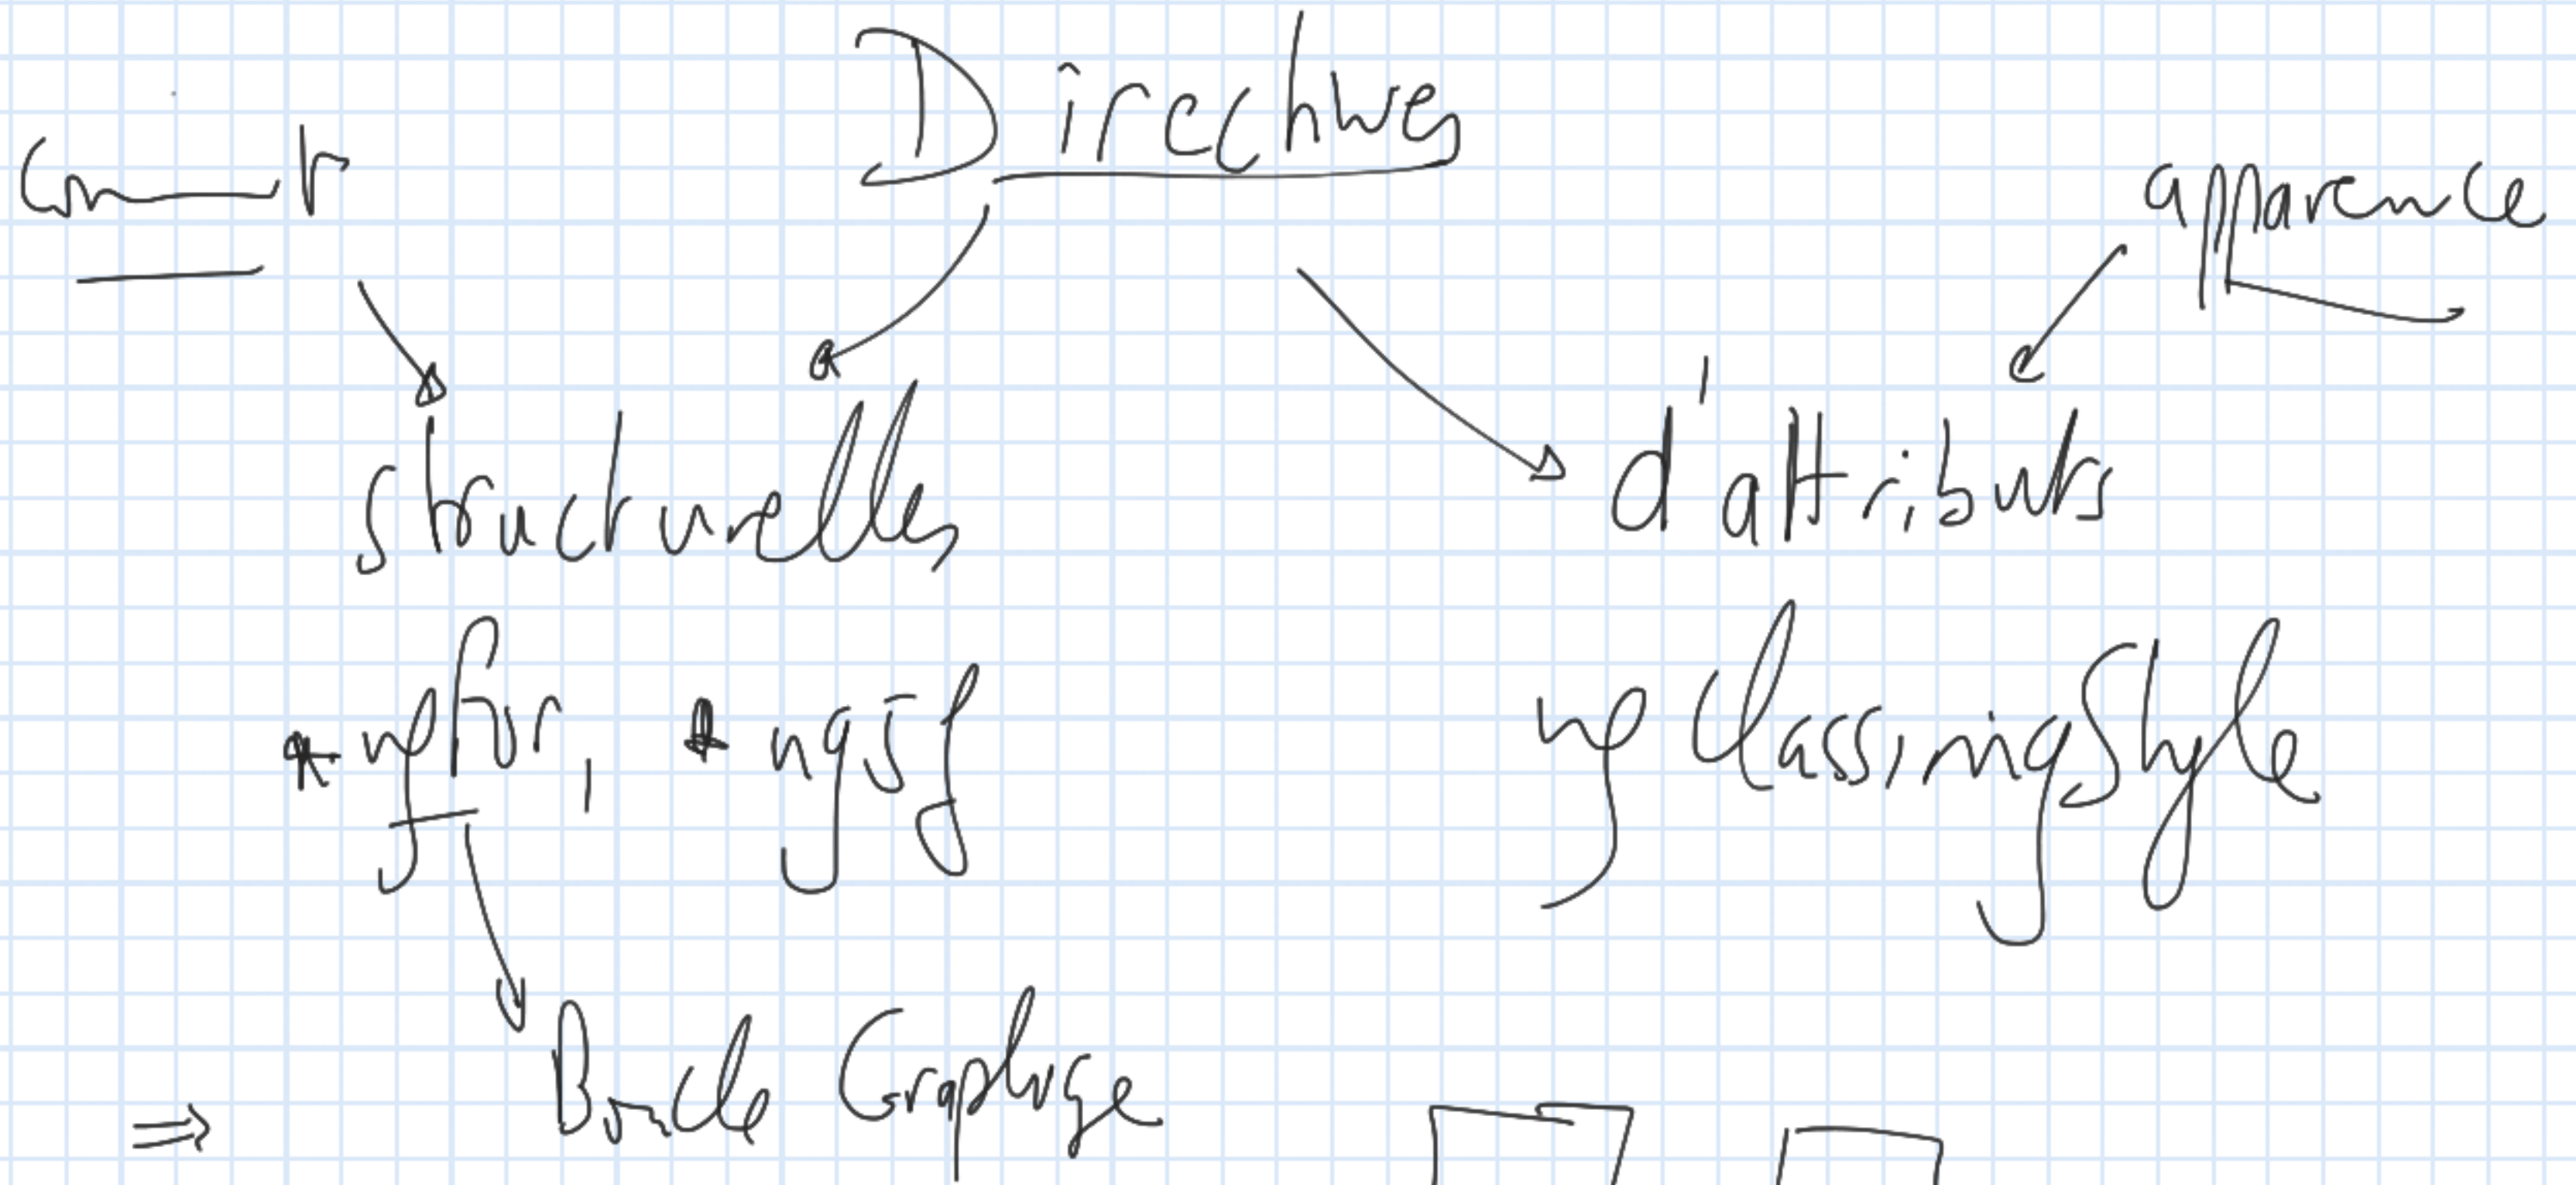 Directives
apparence
structurelles
d'attributs
* ngfor, * ngif
ngClass, ngStyle
⇒ Boucle Graphique